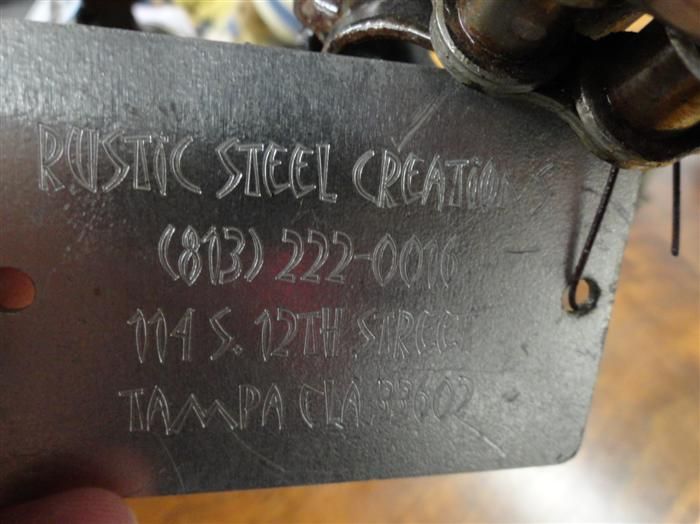 RUSTIC STEEL CREATIONS
(813) 222-0016
114 S. 12TH STREET
TAMPA FLA 33602